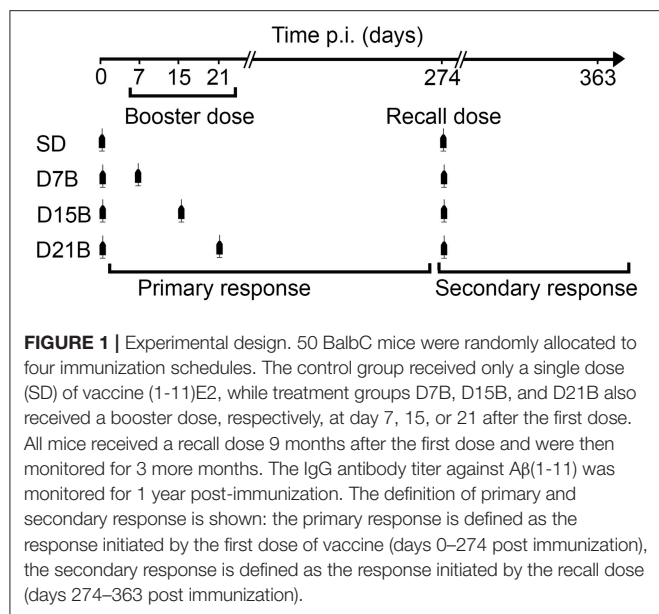 Time p.i. (days)
0 7 15 21 274 363
Booster dose Recall dose
SD
D7B
D15B
D21B
Primary response Secondary response
FIGURE 1 | Experimental design. 50 BalbC mice were randomly allocated to
four immunization schedules. The control group received only a single dose
(SD) of vaccine (1-11)E2, while treatment groups D7B, D15B, and D21B also
received a booster dose, respectively, at day 7, 15, or 21 after the first dose.
All mice received a recall dose 9 months after the first dose and were then
monitored for 3 more months. The IgG antibody titer against Aβ(1-11) was
monitored for 1 year post-immunization. The definition of primary and
secondary response is shown: the primary response is defined as the
response initiated by the first dose of vaccine (days 0–274 post immunization),
the secondary response is defined as the response initiated by the recall dose
(days 274–363 post immunization).